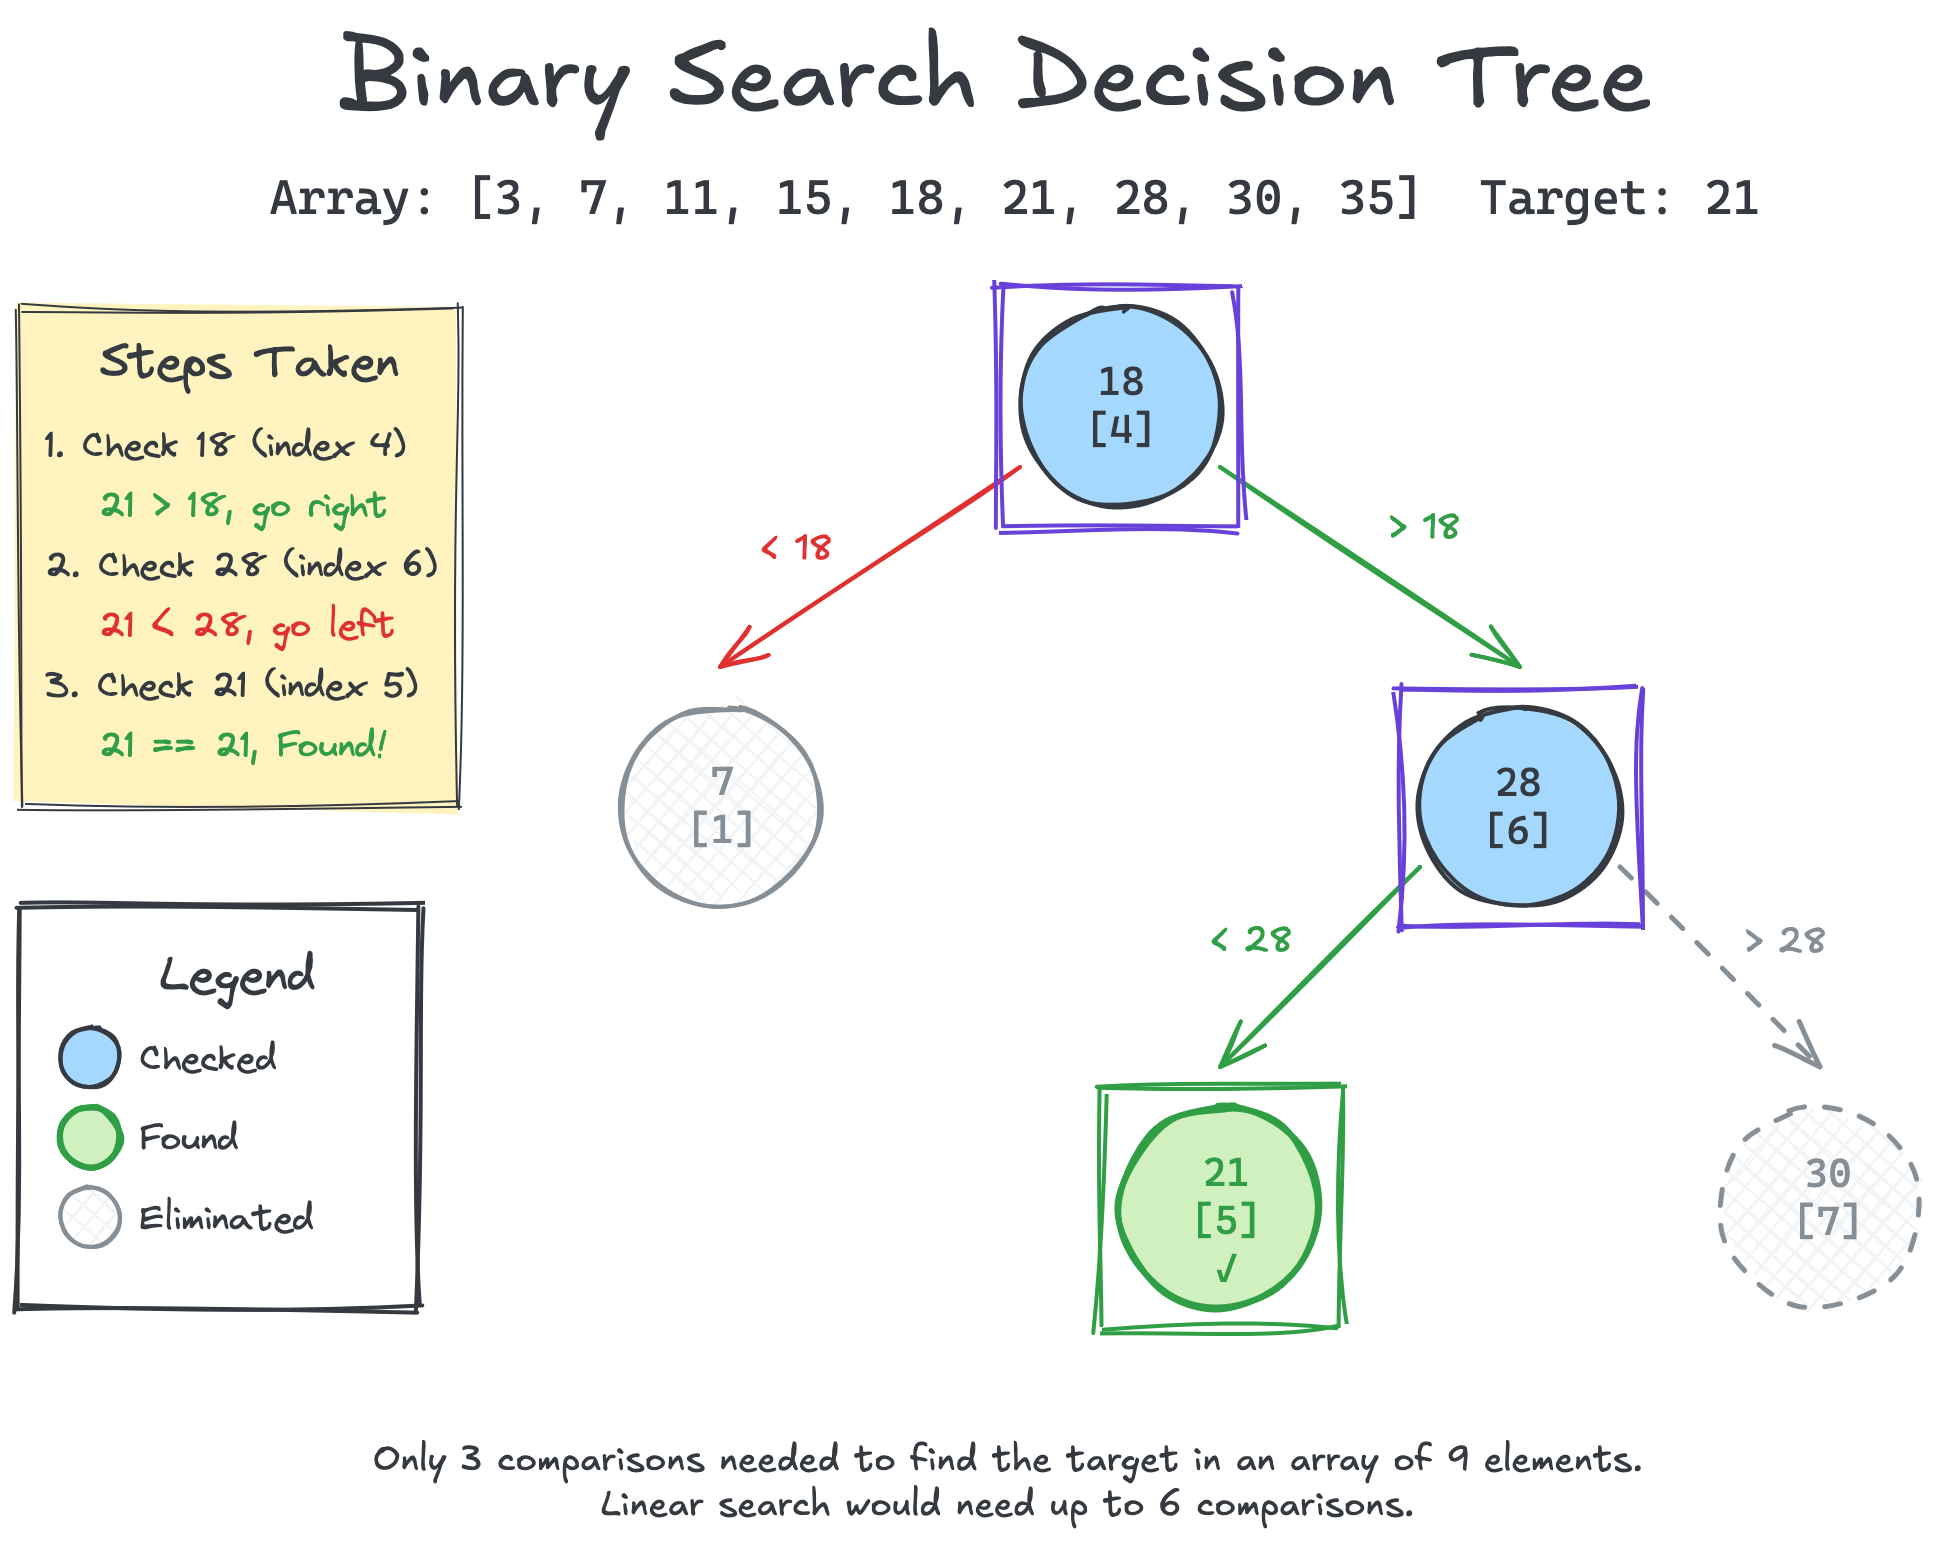 Binary Search Decision Tree
Array: [3, 7, 11, 15, 18, 21, 28, 30, 35]  Target: 21
Steps Taken
1. Check 18 (index 4)
21 > 18, go right
2. Check 28 (index 6)
21 < 28, go left
3. Check 21 (index 5)
21 == 21, Found!
18
[4]
< 18
> 18
7
[1]
28
[6]
< 28
> 28
21
[5]
√
30
[7]
Legend
Checked
Found
Eliminated
Only 3 comparisons needed to find the target in an array of 9 elements.
Linear search would need up to 6 comparisons.